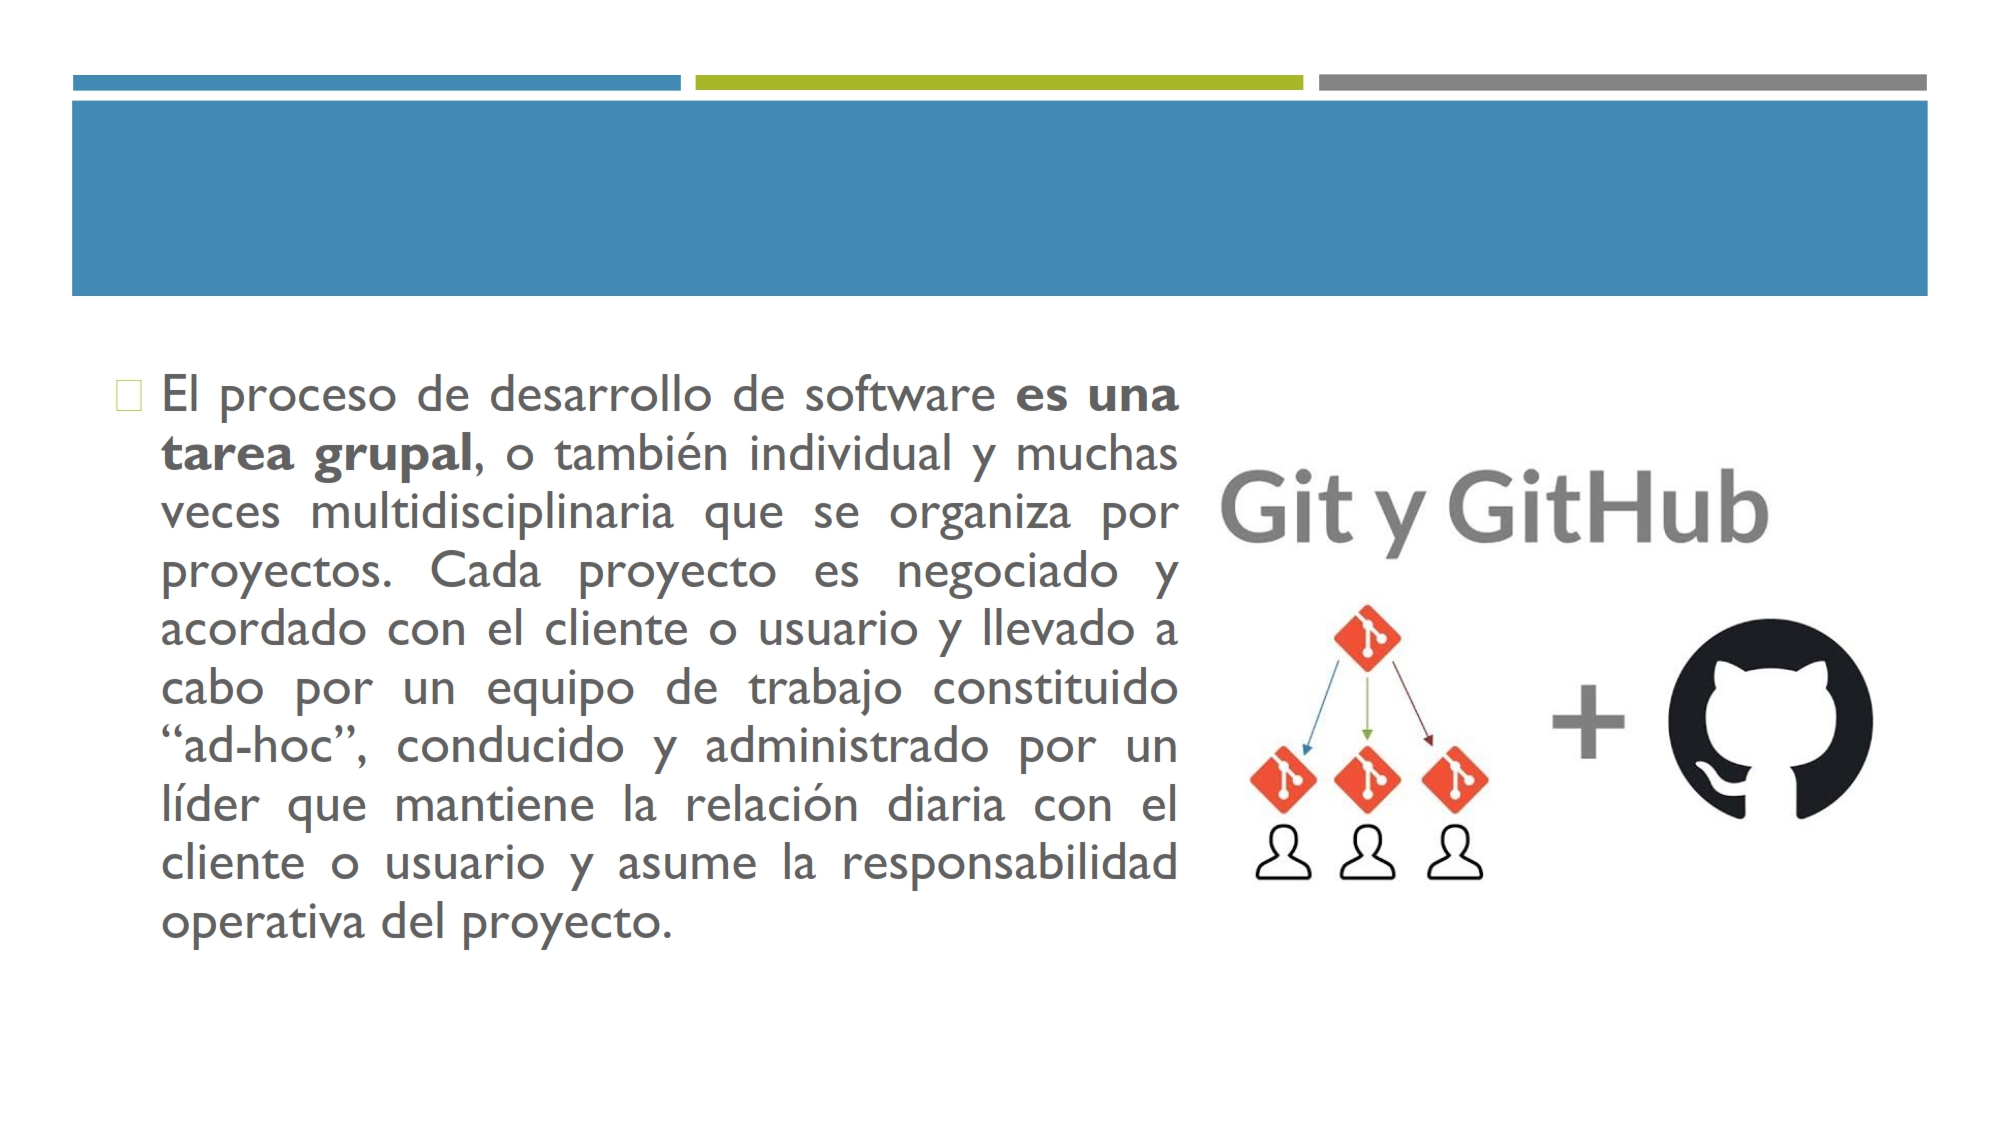 El proceso de desarrollo de software es una
tarea grupal, o también individual y muchas
veces multidisciplinaria que se organiza por
proyectos. Cada proyecto es negociado y
acordado con el cliente o usuario y llevado a
cabo por un equipo de trabajo constituido
“ad-hoc”, conducido y administrado por un
líder que mantiene la relación diaria con el
cliente o usuario y asume la responsabilidad
operativa del proyecto.
Git y GitHub
+